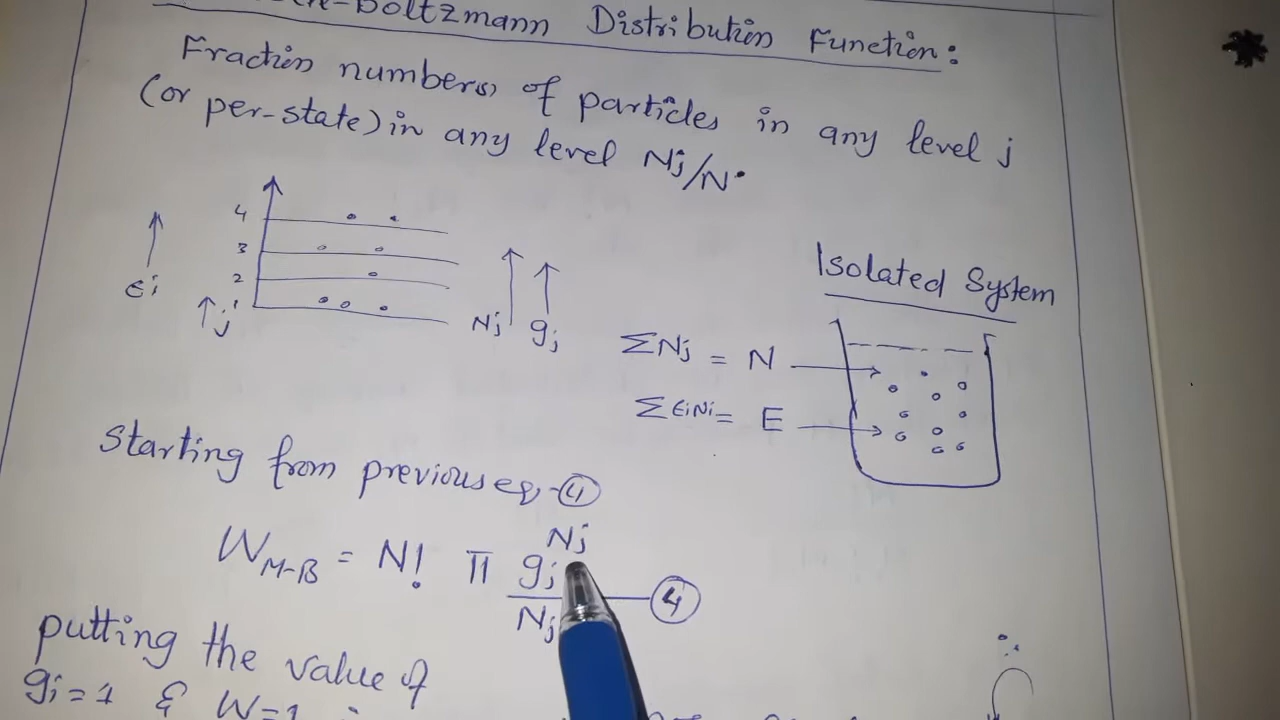 -Boltzmann Distribution Function:
Fraction numbers of particles in any level j
(or per-state) in any level Nj/N.
4
3
2
1
εi
j
Nj gj
Isolated System
ΣNj = N
ΣεiNi = E
Starting from previous eq-④
W_M-B = N! Π gj^Nj / Nj ④
putting the value of
gi=1 & W=1